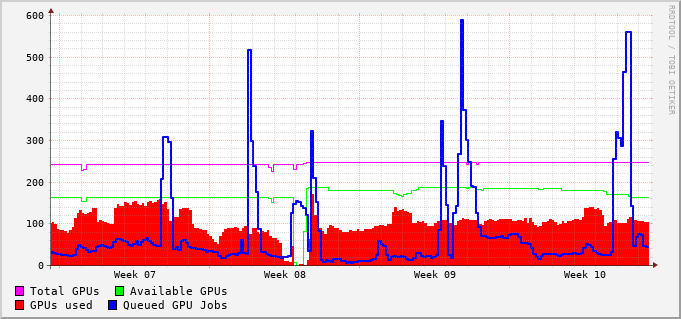 600
500
400
300
200
100
0
Week 07 Week 08 Week 09 Week 10
Total GPUs Available GPUs
GPUs used Queued GPU Jobs
RRDTOOL / TOBI OETIKER